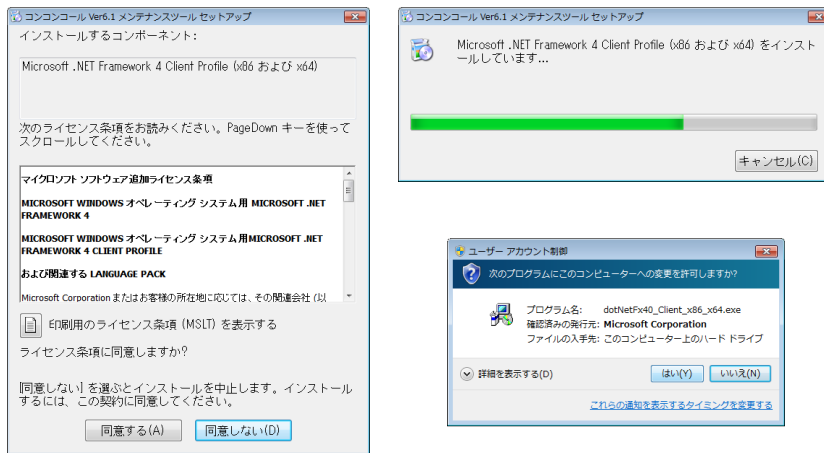 コンコンコール Ver6.1 メンテナンスツール セットアップ
インストールするコンポーネント:
Microsoft .NET Framework 4 Client Profile (x86 および x64)
次のライセンス条項をお読みください。PageDown キーを使って
スクロールしてください。
マイクロソフト ソフトウェア追加ライセンス条項
MICROSOFT WINDOWS オペレーティング システム用 MICROSOFT .NET
FRAMEWORK 4
MICROSOFT WINDOWS オペレーティング システム用MICROSOFT .NET
FRAMEWORK 4 CLIENT PROFILE
および関連する LANGUAGE PACK
Microsoft Corporation またはお客様の所在地に応じては、その関連会社 (以
印刷用のライセンス条項 (MSLT) を表示する
ライセンス条項に同意しますか?
[同意しない] を選ぶとインストールを中止します。インストール
するには、この契約に同意してください。
同意する(A)
同意しない(D)
コンコンコール Ver6.1 メンテナンスツール セットアップ
Microsoft .NET Framework 4 Client Profile (x86 および x64) をインスト
ールしています...
キャンセル(C)
ユーザー アカウント制御
次のプログラムにこのコンピューターへの変更を許可しますか?
プログラム名: dotNetFx40_Client_x86_x64.exe
確認済みの発行元: Microsoft Corporation
ファイルの入手先: このコンピューター上のハード ドライブ
詳細を表示する(D)
はい(Y)
いいえ(N)
これらの通知を表示するタイミングを変更する